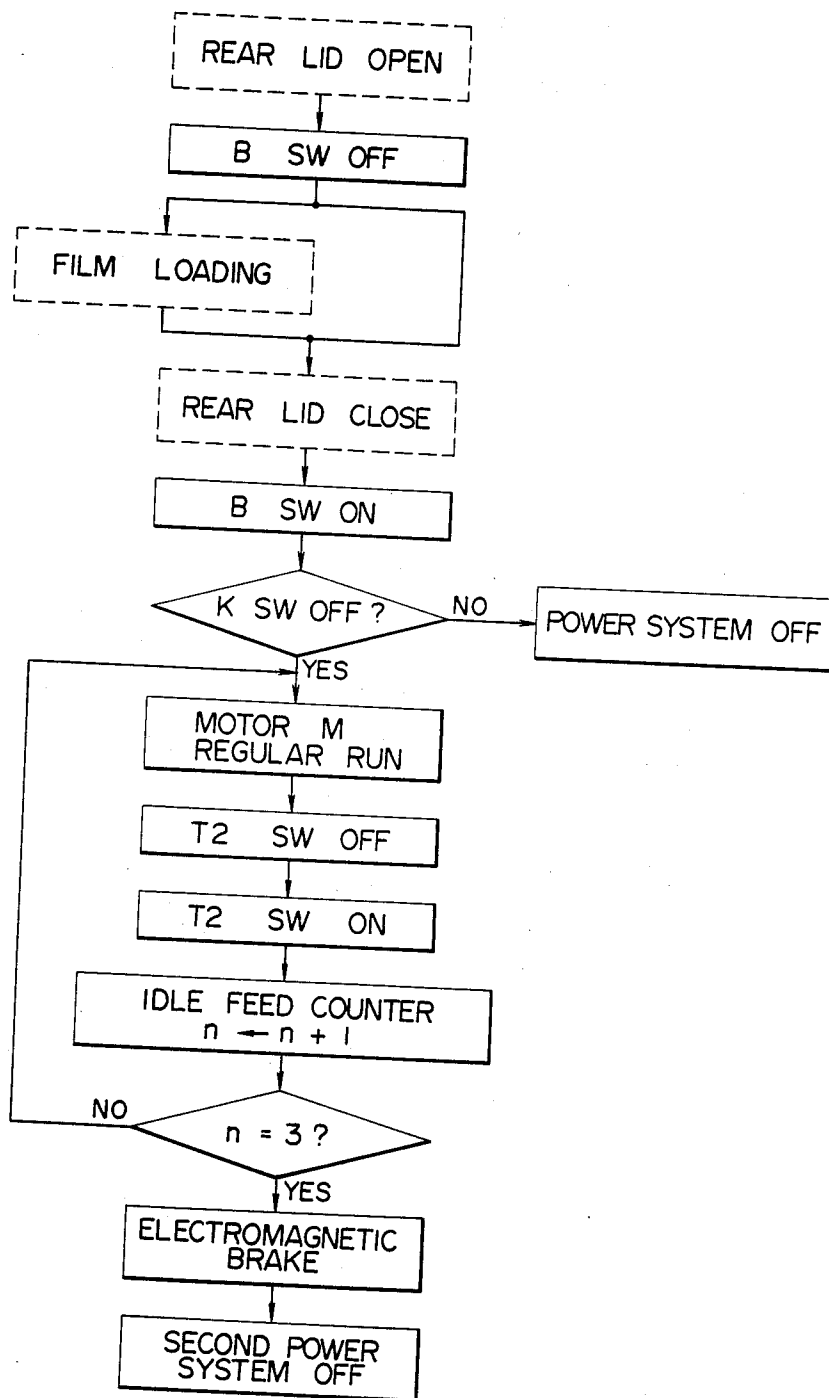 REAR LID OPEN
B SW OFF
FILM LOADING
REAR LID CLOSE
B SW ON
K SW OFF ?
NO
POWER SYSTEM OFF
YES
MOTOR M
REGULAR RUN
T2 SW OFF
T2 SW ON
IDLE FEED COUNTER
n ← n + 1
NO
n = 3 ?
YES
ELECTROMAGNETIC
BRAKE
SECOND POWER
SYSTEM OFF